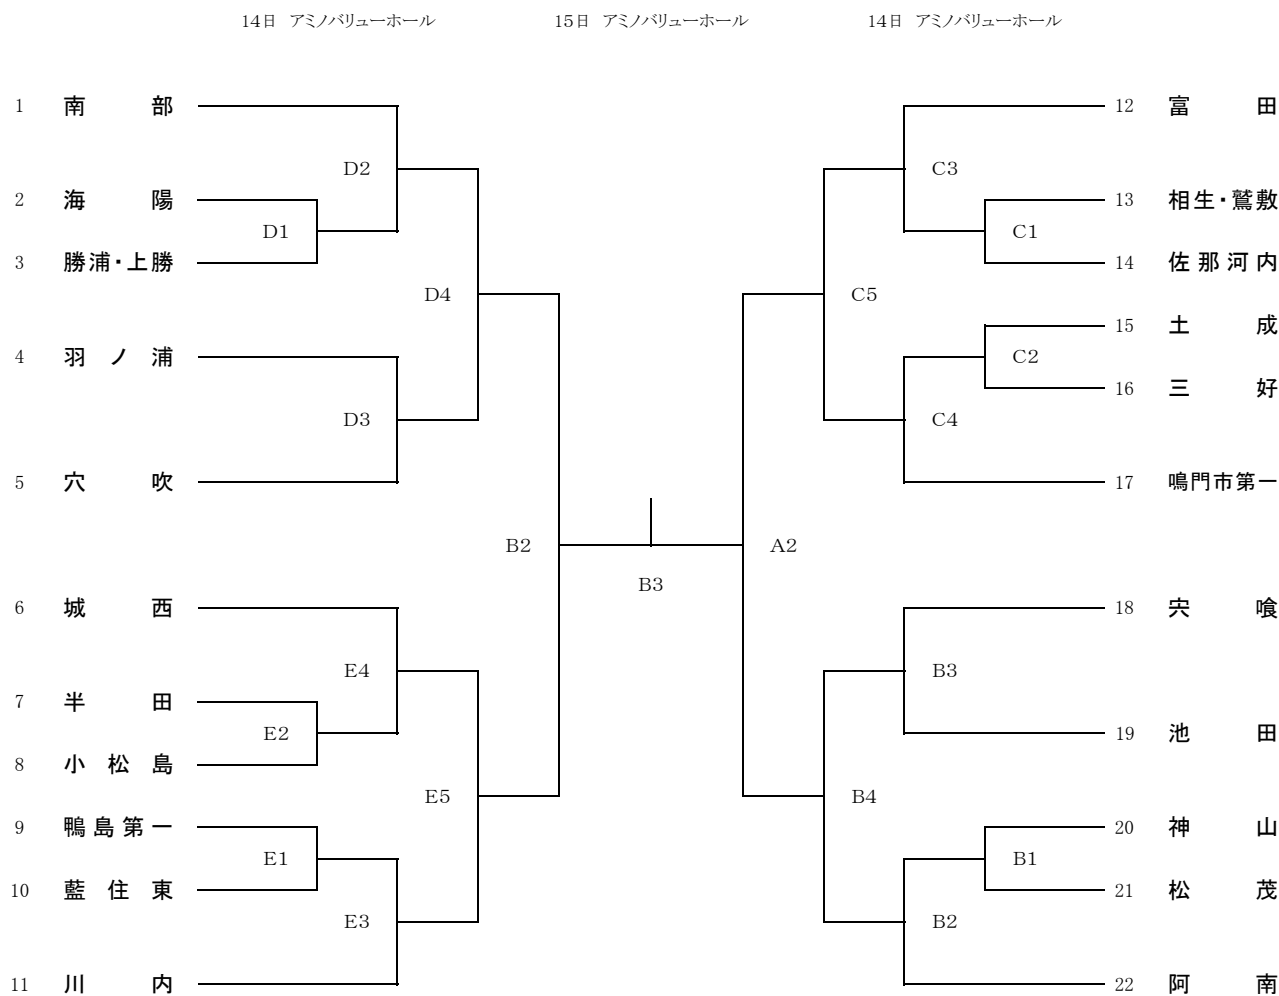 14日 アミノバリューホール 15日 アミノバリューホール 14日 アミノバリューホール
1 南部 12 富田
D2 C3
2 海陽 13 相生・鷲敷
D1 C1
3 勝浦・上勝 14 佐那河内
D4 C5
15 土成
4 羽ノ浦 C2
16 三好
D3 C4
5 穴吹 17 鳴門市第一
B2 A2
B3
6 城西 18 宍喰
E4 B3
7 半田
E2 19 池田
8 小松島
E5 B4
9 鴨島第一 20 神山
E1 B1
10 藍住東 21 松茂
E3 B2
11 川内 22 阿南